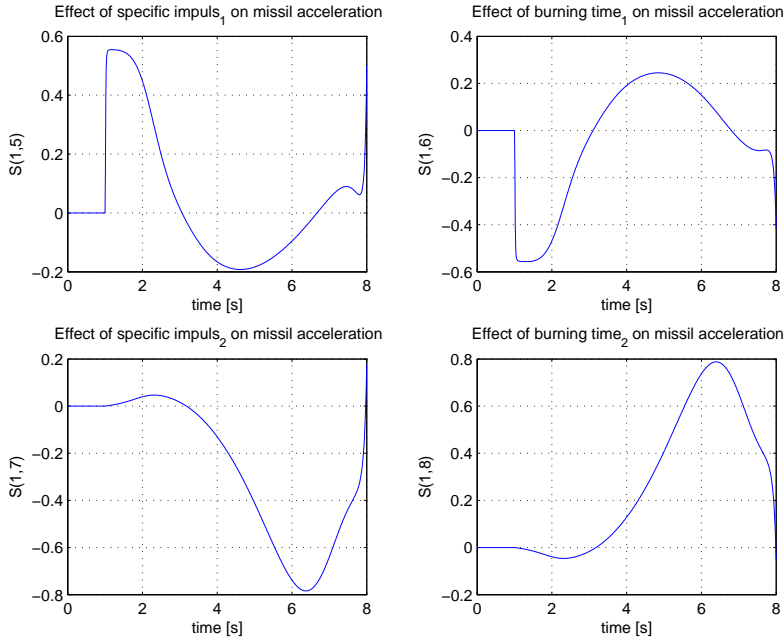 Effect of specific impuls1 on missil acceleration
0.6
0.4
0.2
0
−0.2
S(1,5)
0 2 4 6 8
time [s]
Effect of burning time1 on missil acceleration
0.4
0.2
0
−0.2
−0.4
−0.6
S(1,6)
0 2 4 6 8
time [s]
Effect of specific impuls2 on missil acceleration
0.2
0
−0.2
−0.4
−0.6
−0.8
S(1,7)
0 2 4 6 8
time [s]
Effect of burning time2 on missil acceleration
0.8
0.6
0.4
0.2
0
−0.2
S(1,8)
0 2 4 6 8
time [s]